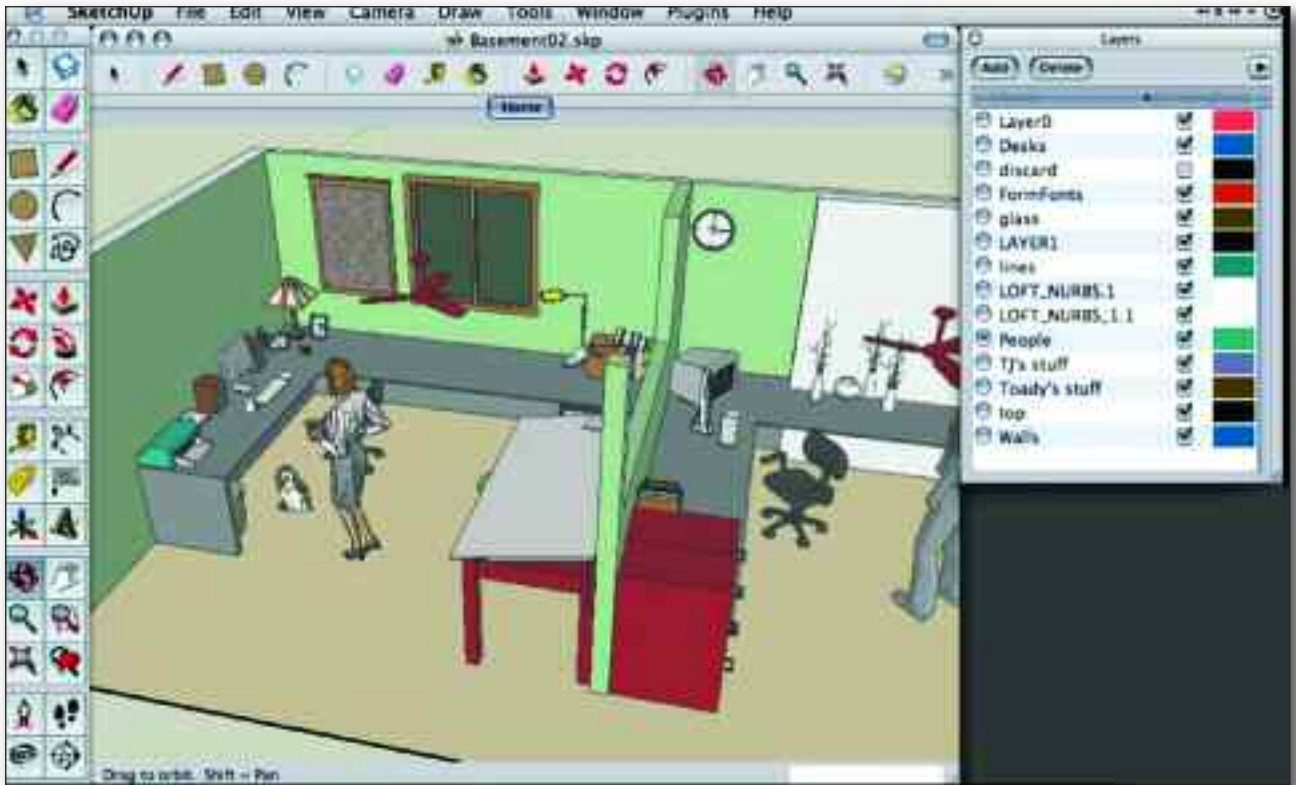 SketchUp File Edit View Camera Draw Tools Window Plugins Help
Basement02.skp
Layers
Add Delete
Home
Layer0
Desks
discard
FormFonts
glass
LAYER1
lines
LOFT_NURBS.1
LOFT_NURBS_1.1
People
TJ's stuff
Toady's stuff
top
Walls
Drag to orbit. Shift = Pan